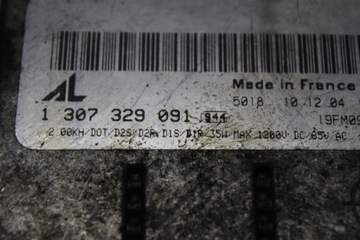 AL
Made in France
5018 10.12.04
1 307 329 091 944
19FM09
2.00KH/DOT/D2S/D2R/D1S/D1R/35W MAX 1200V DC/85V AC